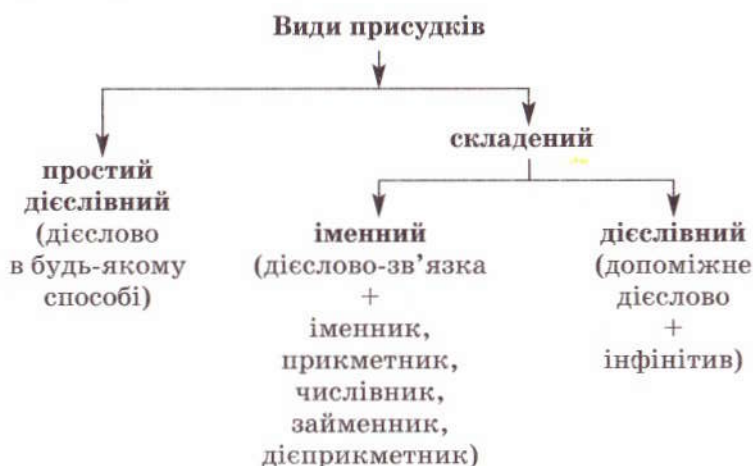 Види присудків
складений
простий
дієслівний
(дієслово
в будь-якому
способі)
іменний
(дієслово-зв’язка
+
іменник,
прикметник,
числівник,
займенник,
дієприкметник)
дієслівний
(допоміжне
дієслово
+
інфінітив)